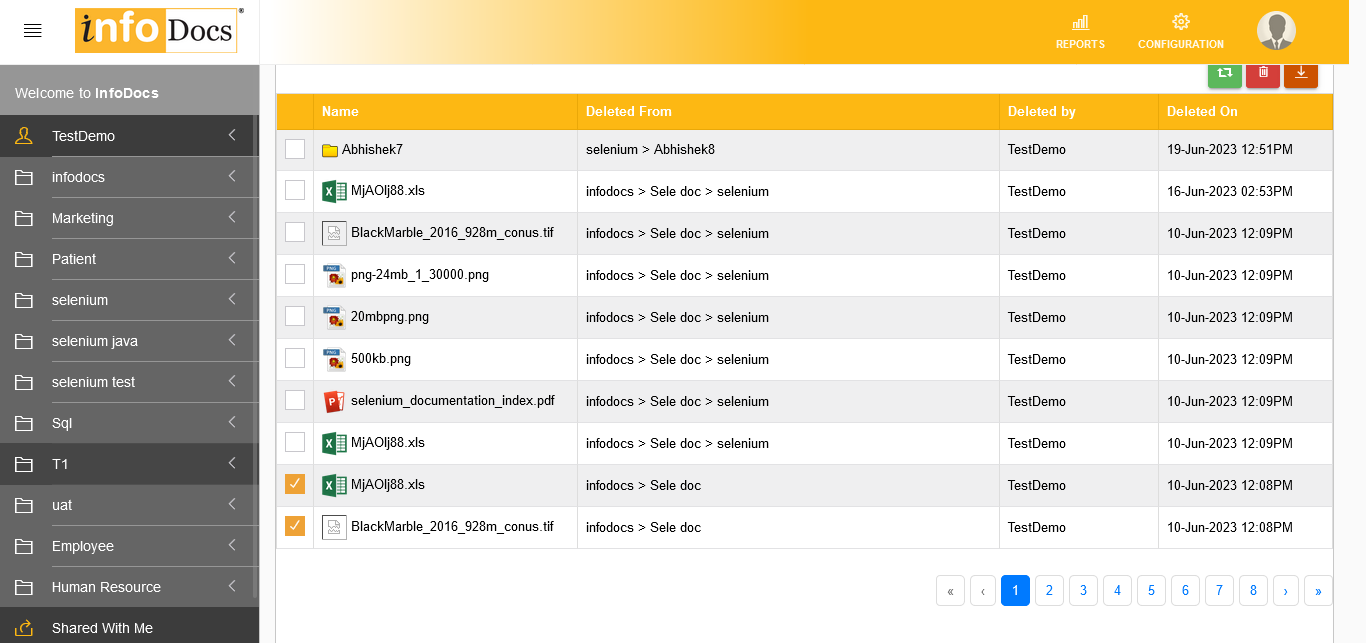 info Docs ®
REPORTS
CONFIGURATION
Welcome to InfoDocs
TestDemo
infodocs
Marketing
Patient
selenium
selenium java
selenium test
Sql
T1
uat
Employee
Human Resource
Shared With Me
Name Deleted From Deleted by Deleted On
Abhishek7 selenium > Abhishek8 TestDemo 19-Jun-2023 12:51PM
MjAOlj88.xls infodocs > Sele doc > selenium TestDemo 16-Jun-2023 02:53PM
BlackMarble_2016_928m_conus.tif infodocs > Sele doc > selenium TestDemo 10-Jun-2023 12:09PM
png-24mb_1_30000.png infodocs > Sele doc > selenium TestDemo 10-Jun-2023 12:09PM
20mbpng.png infodocs > Sele doc > selenium TestDemo 10-Jun-2023 12:09PM
500kb.png infodocs > Sele doc > selenium TestDemo 10-Jun-2023 12:09PM
selenium_documentation_index.pdf infodocs > Sele doc > selenium TestDemo 10-Jun-2023 12:09PM
MjAOlj88.xls infodocs > Sele doc > selenium TestDemo 10-Jun-2023 12:09PM
MjAOlj88.xls infodocs > Sele doc TestDemo 10-Jun-2023 12:08PM
BlackMarble_2016_928m_conus.tif infodocs > Sele doc TestDemo 10-Jun-2023 12:08PM
« ‹ 1 2 3 4 5 6 7 8 › »